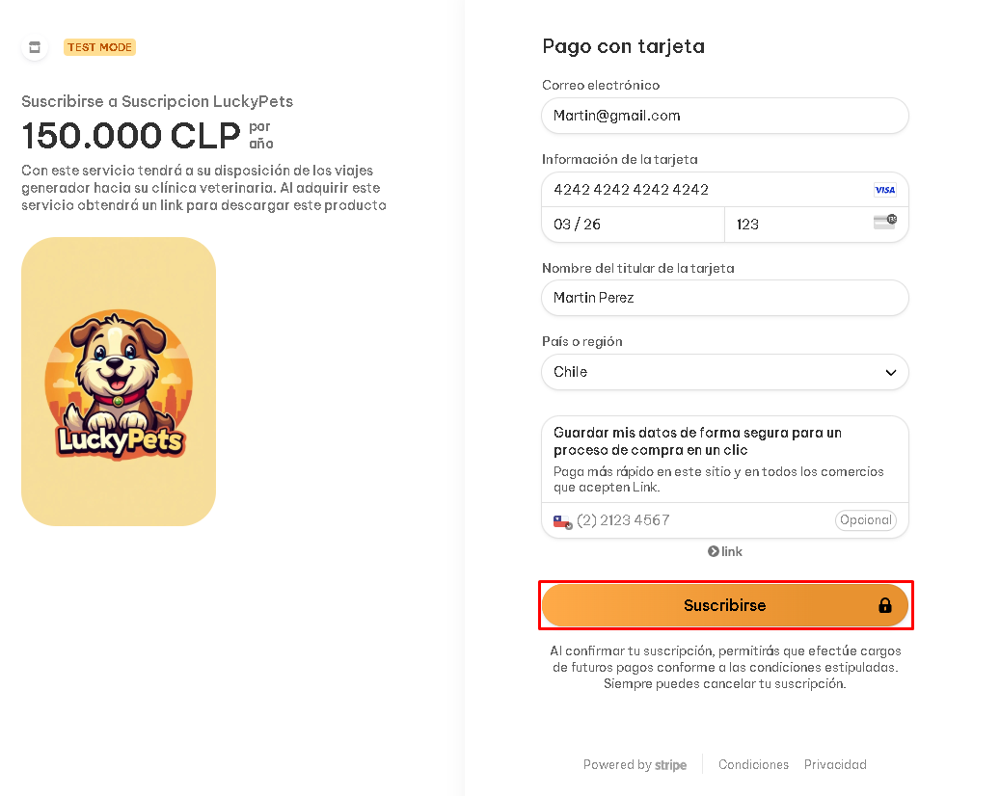 TEST MODE
Suscribirse a Suscripcion LuckyPets
150.000 CLP por
año
Con este servicio tendrá a su disposición de los viajes
generador hacia su clínica veterinaria. Al adquirir este
servicio obtendrá un link para descargar este producto
LuckyPets
Pago con tarjeta
Correo electrónico
Martin@gmail.com
Información de la tarjeta
4242 4242 4242 4242 VISA
03 / 26 123
Nombre del titular de la tarjeta
Martin Perez
País o región
Chile
Guardar mis datos de forma segura para un
proceso de compra en un clic
Paga más rápido en este sitio y en todos los comercios
que acepten Link.
(2) 2123 4567 Opcional
link
Suscribirse
Al confirmar tu suscripción, permitirás que efectúe cargos
de futuros pagos conforme a las condiciones estipuladas.
Siempre puedes cancelar tu suscripción.
Powered by stripe Condiciones Privacidad